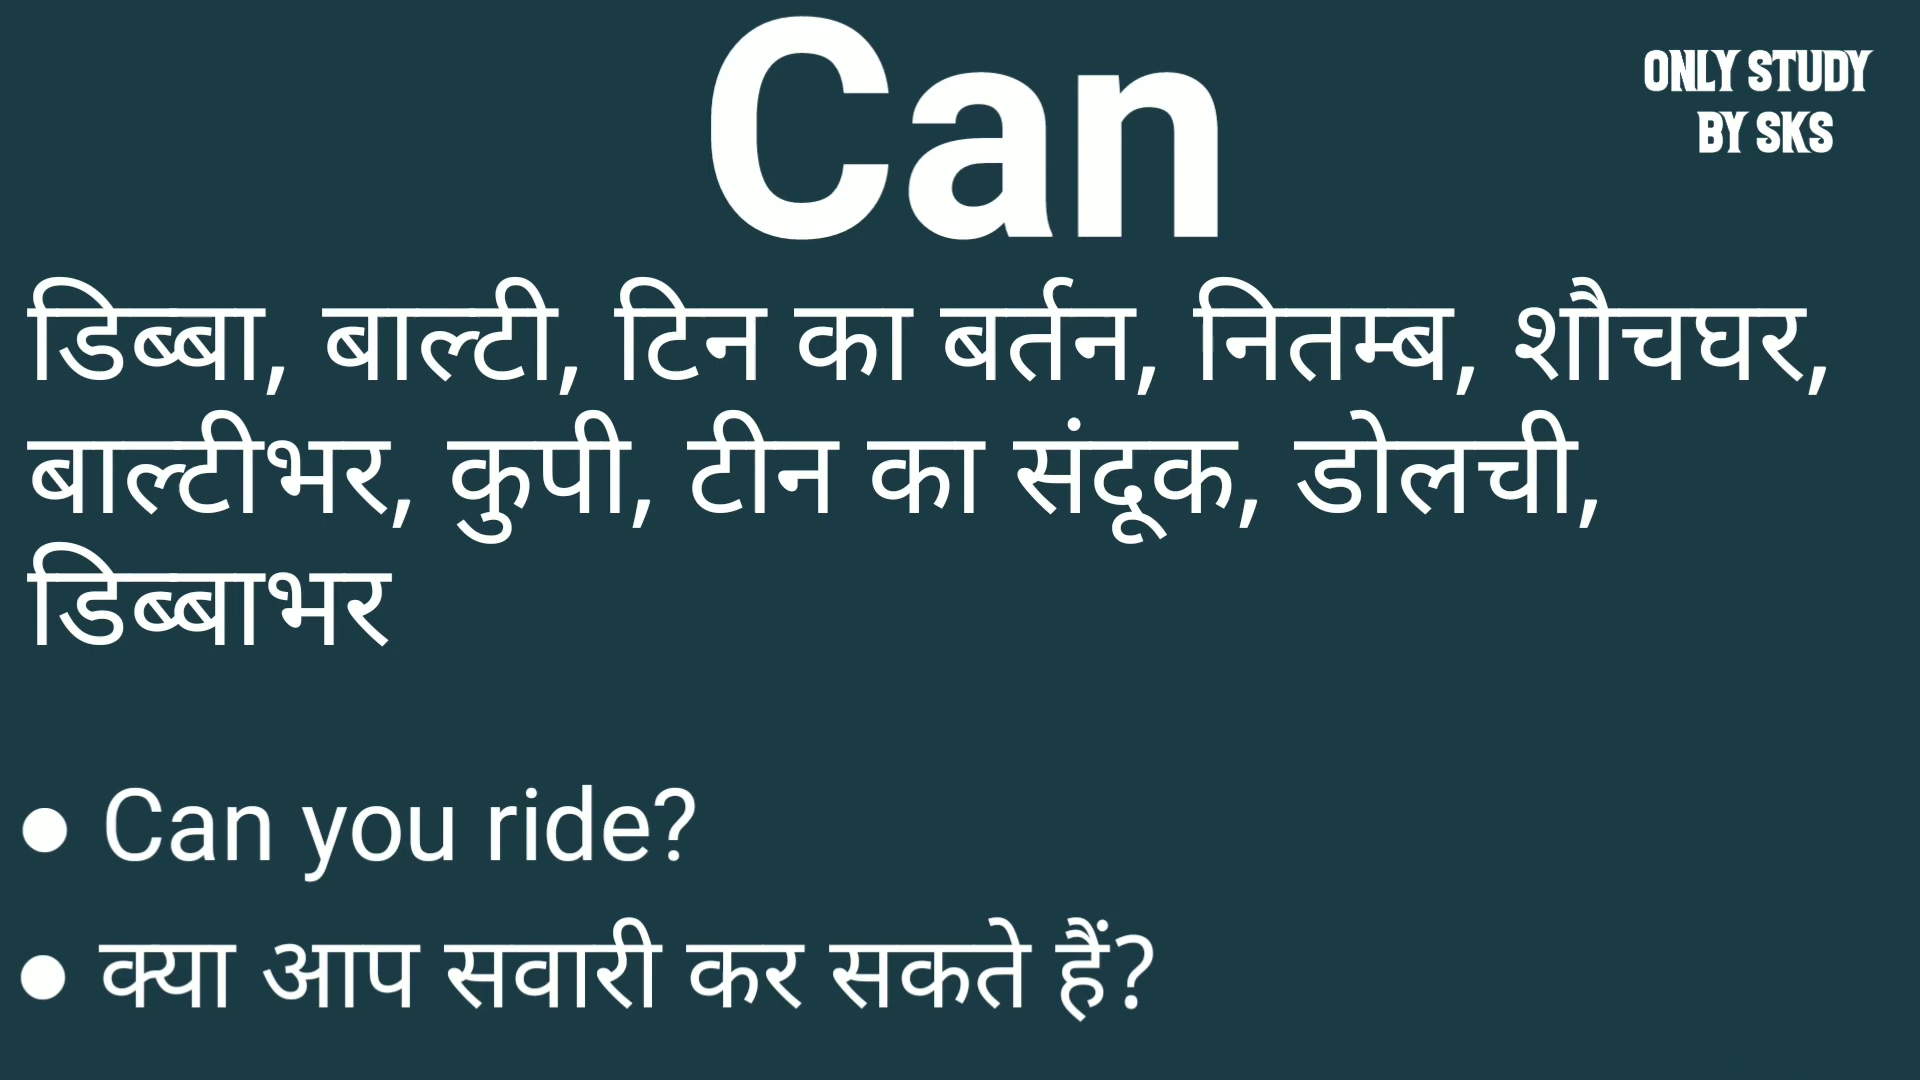 Can
ONLY STUDY
BY SKS
डिब्बा, बाल्टी, टिन का बर्तन, नितम्ब, शौचघर,
बाल्टीभर, कुपी, टीन का संदूक, डोलची,
डिब्बाभर
● Can you ride?
● क्या आप सवारी कर सकते हैं?